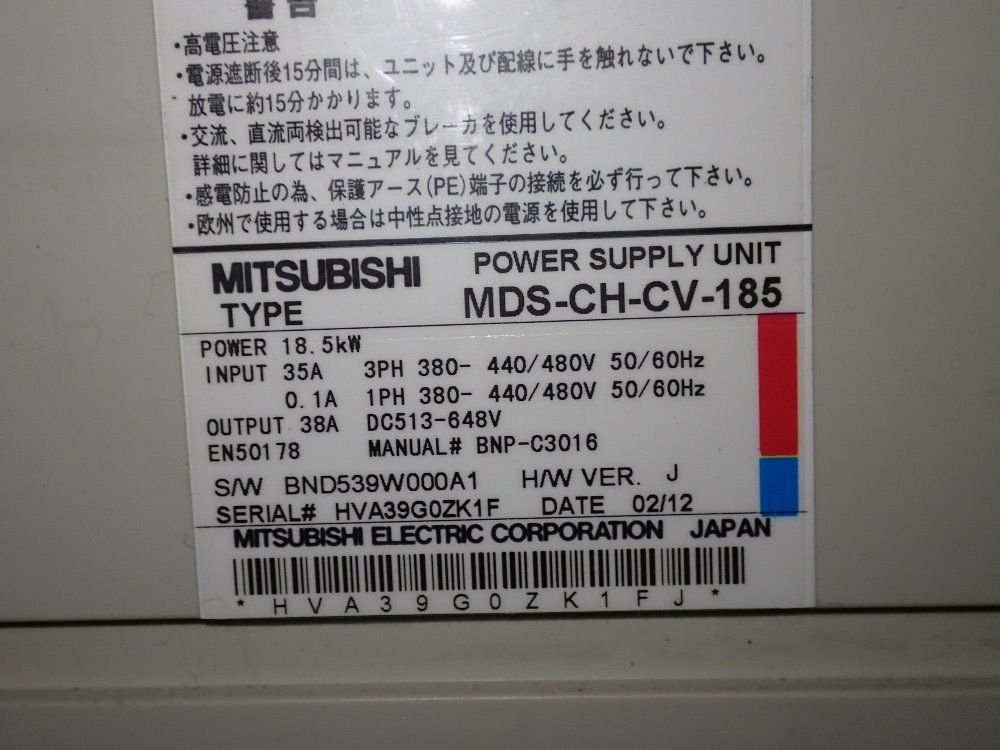 警告
・高電圧注意
・電源遮断後15分間は、ユニット及び配線に手を触れないで下さい。
放電に約15分かかります。
・交流、直流両検出可能なブレーカを使用してください。
詳細に関してはマニュアルを見てください。
・感電防止の為、保護アース(PE)端子の接続を必ず行って下さい。
・欧州で使用する場合は中性点接地の電源を使用して下さい。
MITSUBISHI POWER SUPPLY UNIT
TYPE MDS-CH-CV-185
POWER 18.5kW
INPUT 35A 3PH 380- 440/480V 50/60Hz
0.1A 1PH 380- 440/480V 50/60Hz
OUTPUT 38A DC513-648V
EN50178 MANUAL# BNP-C3016
S/W BND539W000A1 H/W VER. J
SERIAL# HVA39G0ZK1F DATE 02/12
MITSUBISHI ELECTRIC CORPORATION JAPAN
* H V A 3 9 G 0 Z K 1 F J *